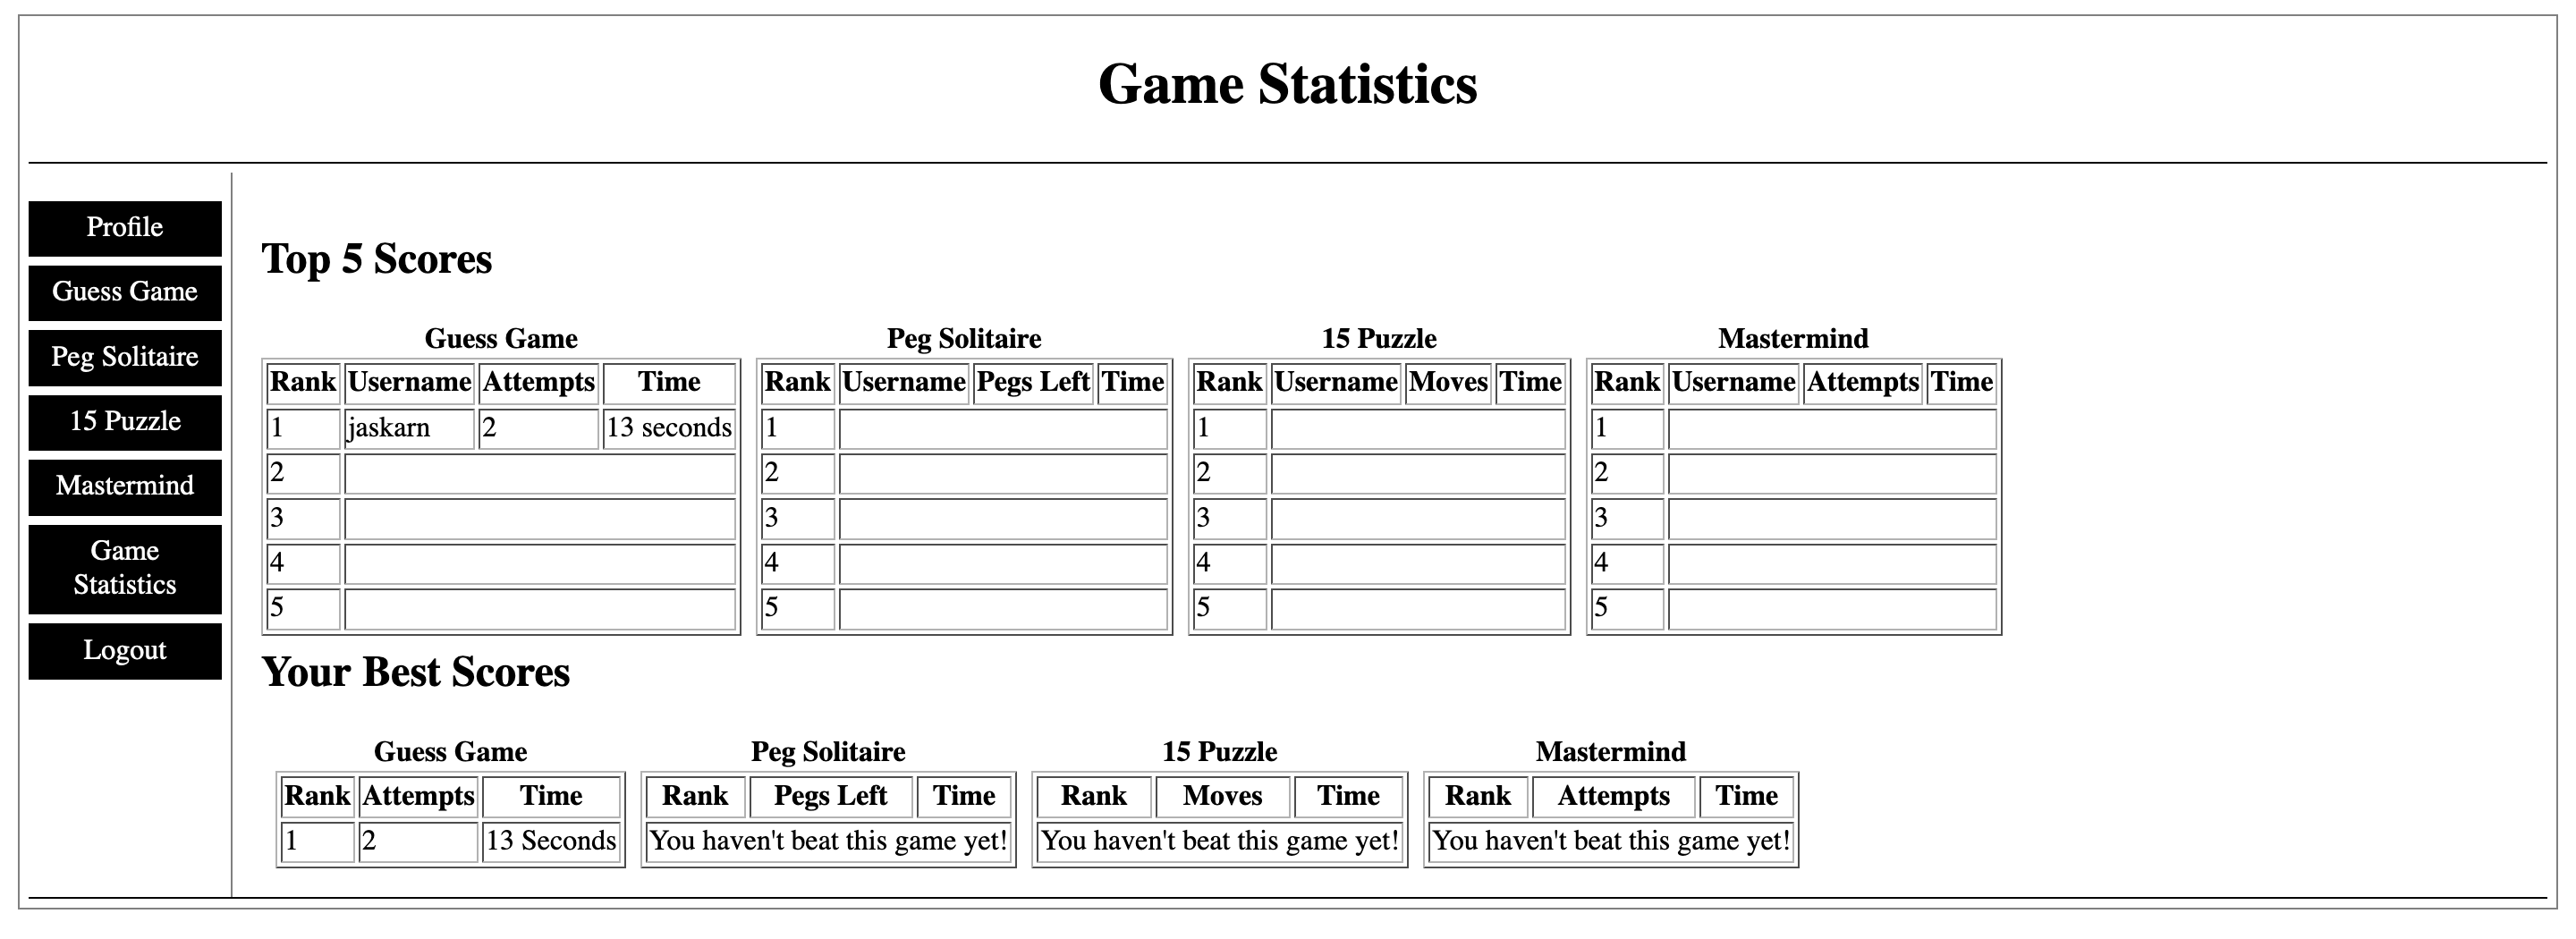 Game Statistics
Profile
Guess Game
Peg Solitaire
15 Puzzle
Mastermind
Game
Statistics
Logout
Top 5 Scores
Guess Game
Rank Username Attempts Time
1 jaskarn 2 13 seconds
2
3
4
5
Peg Solitaire
Rank Username Pegs Left Time
1
2
3
4
5
15 Puzzle
Rank Username Moves Time
1
2
3
4
5
Mastermind
Rank Username Attempts Time
1
2
3
4
5
Your Best Scores
Guess Game
Rank Attempts Time
1 2 13 Seconds
Peg Solitaire
Rank Pegs Left Time
You haven't beat this game yet!
15 Puzzle
Rank Moves Time
You haven't beat this game yet!
Mastermind
Rank Attempts Time
You haven't beat this game yet!